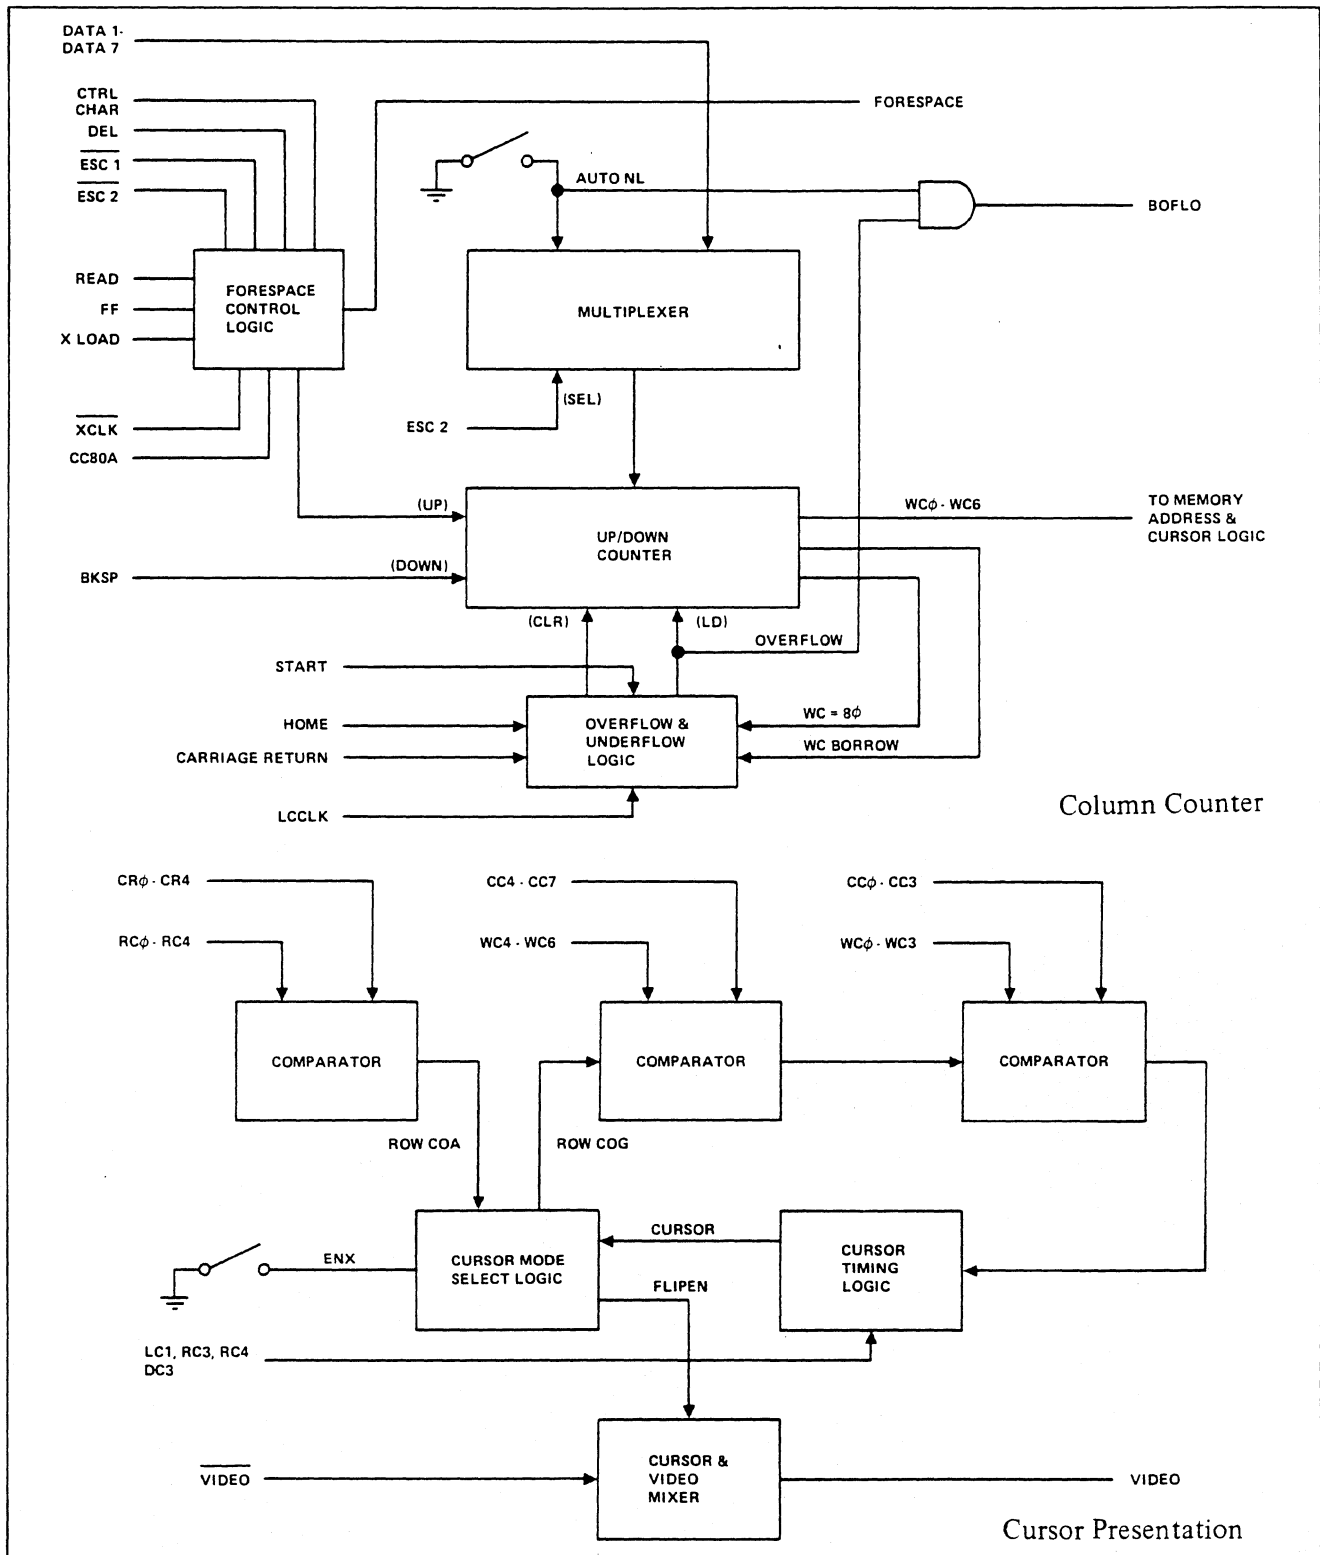 DATA 1-
DATA 7
CTRL
CHAR
DEL
ESC 1
ESC 2
READ
FF
X LOAD
XCLK
CC80A
FORESPACE
CONTROL
LOGIC
FORESPACE
AUTO NL
BOFLO
MULTIPLEXER
(SEL)
ESC 2
(UP)
(DOWN)
BKSP
UP/DOWN
COUNTER
WCϕ - WC6
TO MEMORY
ADDRESS &
CURSOR LOGIC
(CLR)
(LD)
OVERFLOW
START
HOME
CARRIAGE RETURN
LCCLK
OVERFLOW &
UNDERFLOW
LOGIC
WC = 8ϕ
WC BORROW
Column Counter
CRϕ - CR4
RCϕ - RC4
CC4 - CC7
WC4 - WC6
CCϕ - CC3
WCϕ - WC3
COMPARATOR
COMPARATOR
COMPARATOR
ROW COA
ROW COG
ENX
CURSOR MODE
SELECT LOGIC
CURSOR
FLIPEN
CURSOR
TIMING
LOGIC
LC1, RC3, RC4
DC3
VIDEO
CURSOR &
VIDEO
MIXER
VIDEO
Cursor Presentation